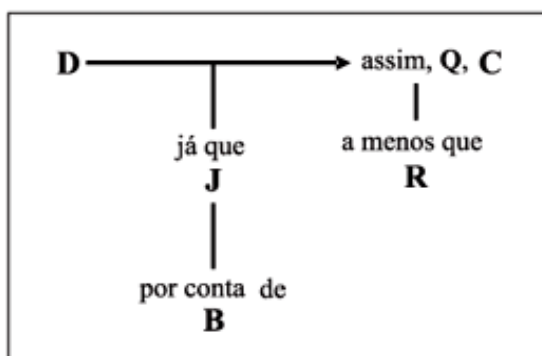 D assim, Q, C
já que
J
a menos que
R
por conta de
B